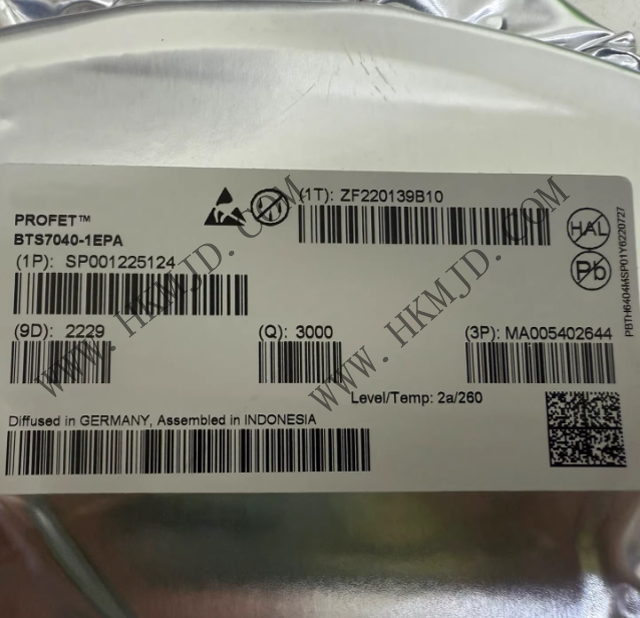 PROFET™
BTS7040-1EPA
(1P): SP001225124
(1T): ZF220139B10
HAL
Pb
(9D): 2229
(Q): 3000
(3P): MA005402644
Level/Temp: 2a/260
Diffused in GERMANY, Assembled in INDONESIA
PBTH6404MSP01Y6220727
www.HKMJD.COM
www.HKMJD.COM